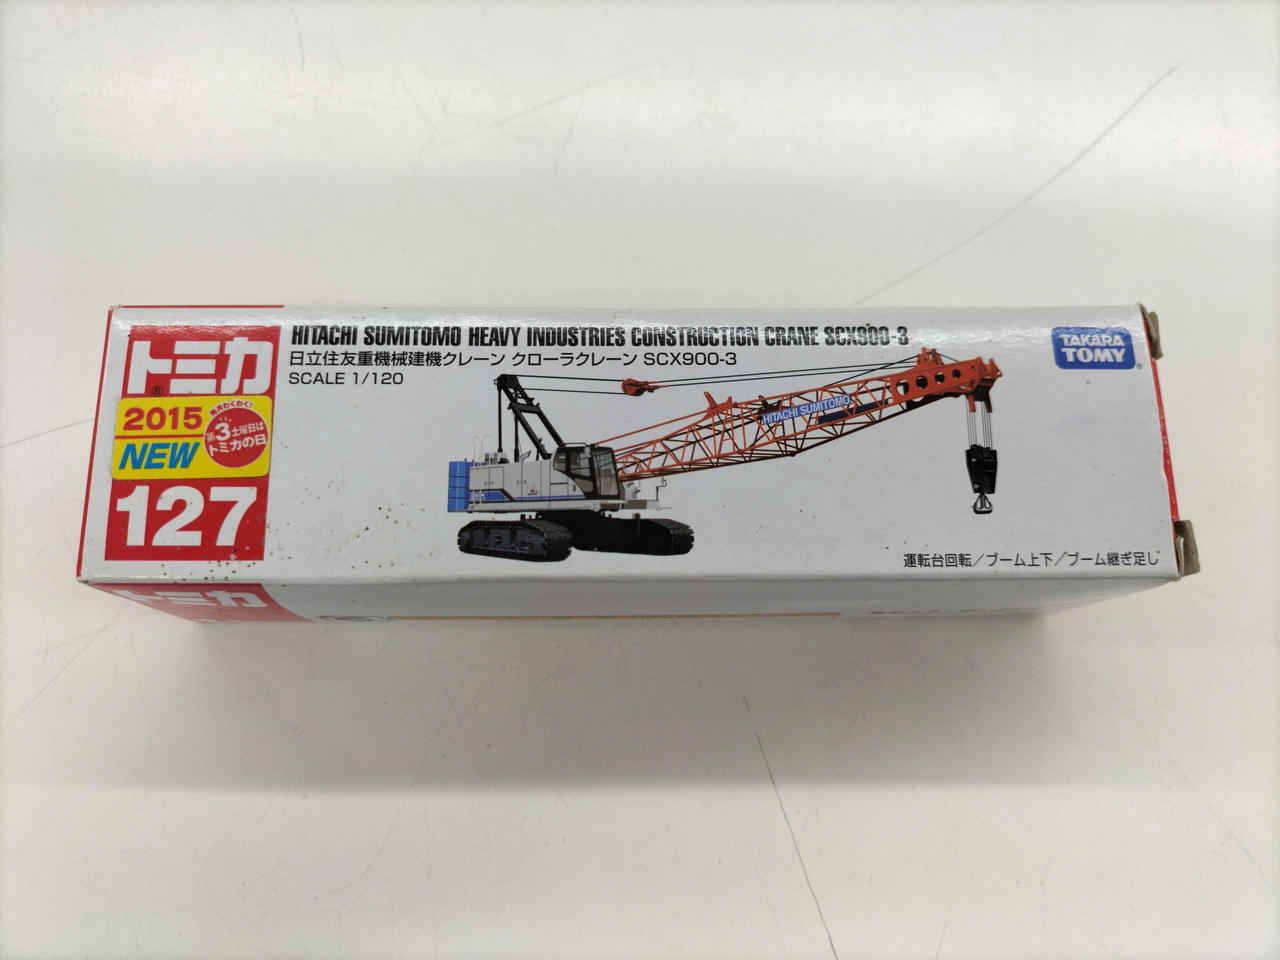 HITACHI SUMITOMO HEAVY INDUSTRIES CONSTRUCTION CRANE SCX900-3
日立住友重機械建機クレーン クローラクレーン SCX900-3
SCALE 1/120
トミカ
®
2015
NEW
毎月わくわく!
第3土曜日は
トミカの日
127
TAKARA
TOMY®
HITACHI SUMITOMO
運転台回転/ブーム上下/ブーム継ぎ足し
トミカ